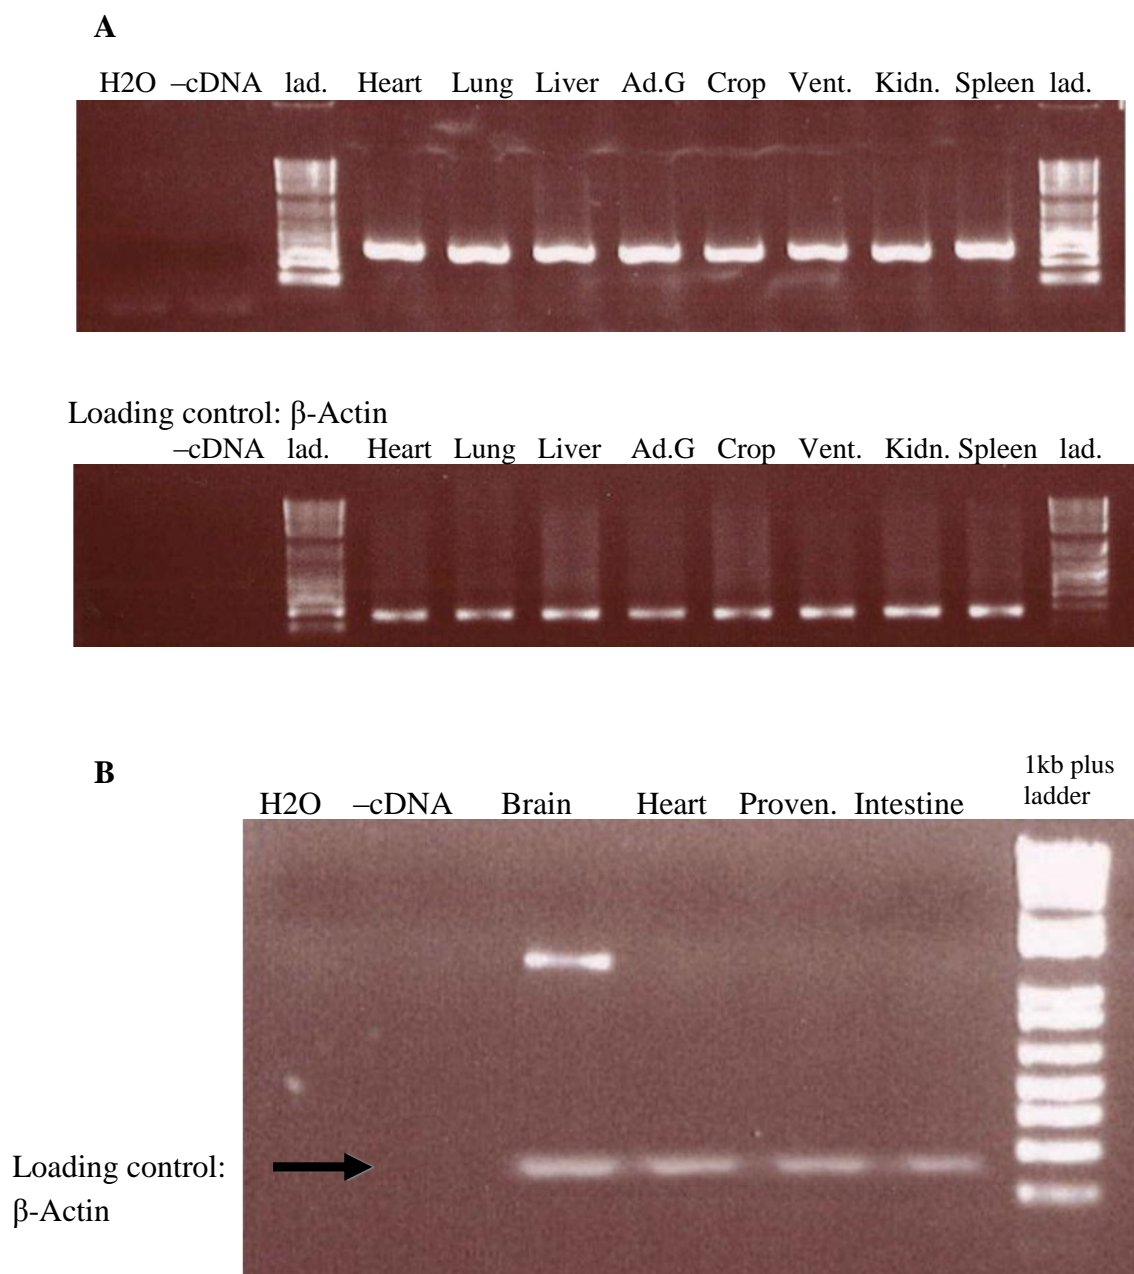 A
H2O –cDNA lad. Heart Lung Liver Ad.G Crop Vent. Kidn. Spleen lad.
Loading control: β-Actin
–cDNA lad. Heart Lung Liver Ad.G Crop Vent. Kidn. Spleen lad.
B
1kb plus
ladder
H2O –cDNA Brain Heart Proven. Intestine
Loading control:
β-Actin